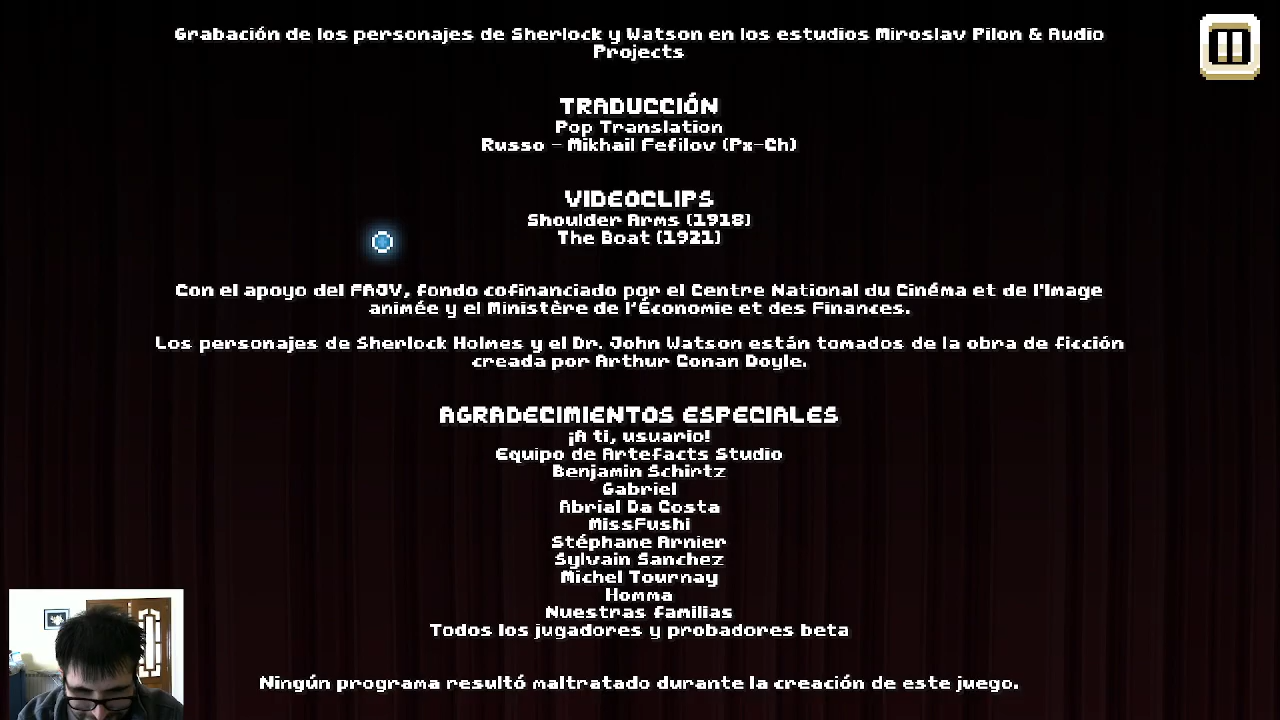 Grabación de los personajes de Sherlock y Watson en los estudios Miroslav Pilon & Audio
Projects
TRADUCCIÓN
Pop Translation
Russo - Mikhail Fefilov (Px-Ch)
VIDEOCLIPS
Shoulder Arms (1918)
The Boat (1921)
Con el apoyo del FAJV, fondo cofinanciado por el Centre National du Cinéma et de l'Image
animée y el Ministère de l'Économie et des Finances.
Los personajes de Sherlock Holmes y el Dr. John Watson están tomados de la obra de ficción
creada por Arthur Conan Doyle.
AGRADECIMIENTOS ESPECIALES
¡A ti, usuario!
Equipo de Artefacts Studio
Benjamin Schirtz
Gabriel
Abrial Da Costa
MissFushi
Stéphane Arnier
Sylvain Sanchez
Michel Tournay
Homma
Nuestras familias
Todos los jugadores y probadores beta
Ningún programa resultó maltratado durante la creación de este juego.